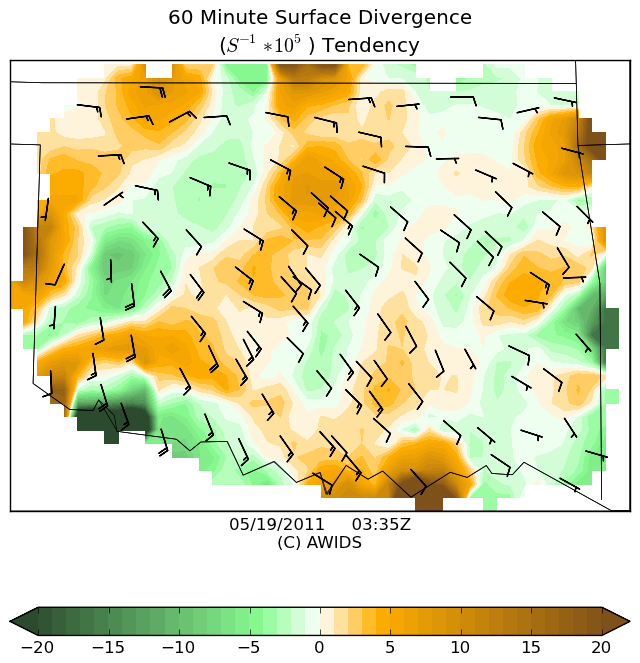 60 Minute Surface Divergence
(S⁻¹ * 10⁵ ) Tendency
05/19/2011 03:35Z
(C) AWIDS
−20 −15 −10 −5 0 5 10 15 20